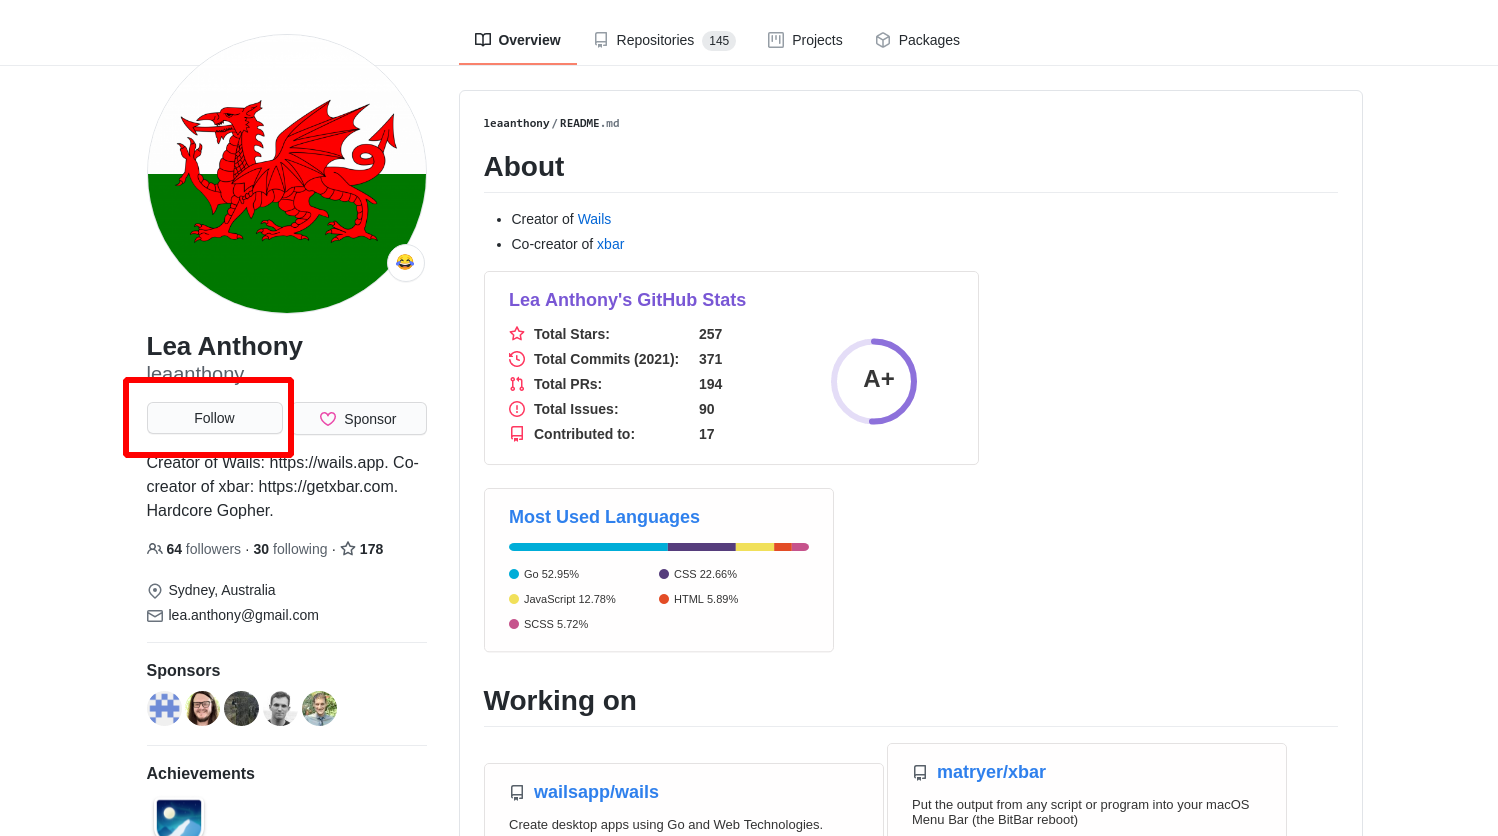 Overview Repositories 145 Projects Packages
leaanthony/README.md
About
Creator of Wails
Co-creator of xbar
Lea Anthony's GitHub Stats
Total Stars: 257
Total Commits (2021): 371
Total PRs: 194
Total Issues: 90
Contributed to: 17
A+
Most Used Languages
Go 52.95% CSS 22.66%
JavaScript 12.78% HTML 5.89%
SCSS 5.72%
Working on
wailsapp/wails
Create desktop apps using Go and Web Technologies.
matryer/xbar
Put the output from any script or program into your macOS
Menu Bar (the BitBar reboot)
Lea Anthony
leaanthony
Follow Sponsor
Creator of Wails: https://wails.app. Co-
creator of xbar: https://getxbar.com.
Hardcore Gopher.
64 followers · 30 following · 178
Sydney, Australia
lea.anthony@gmail.com
Sponsors
Achievements